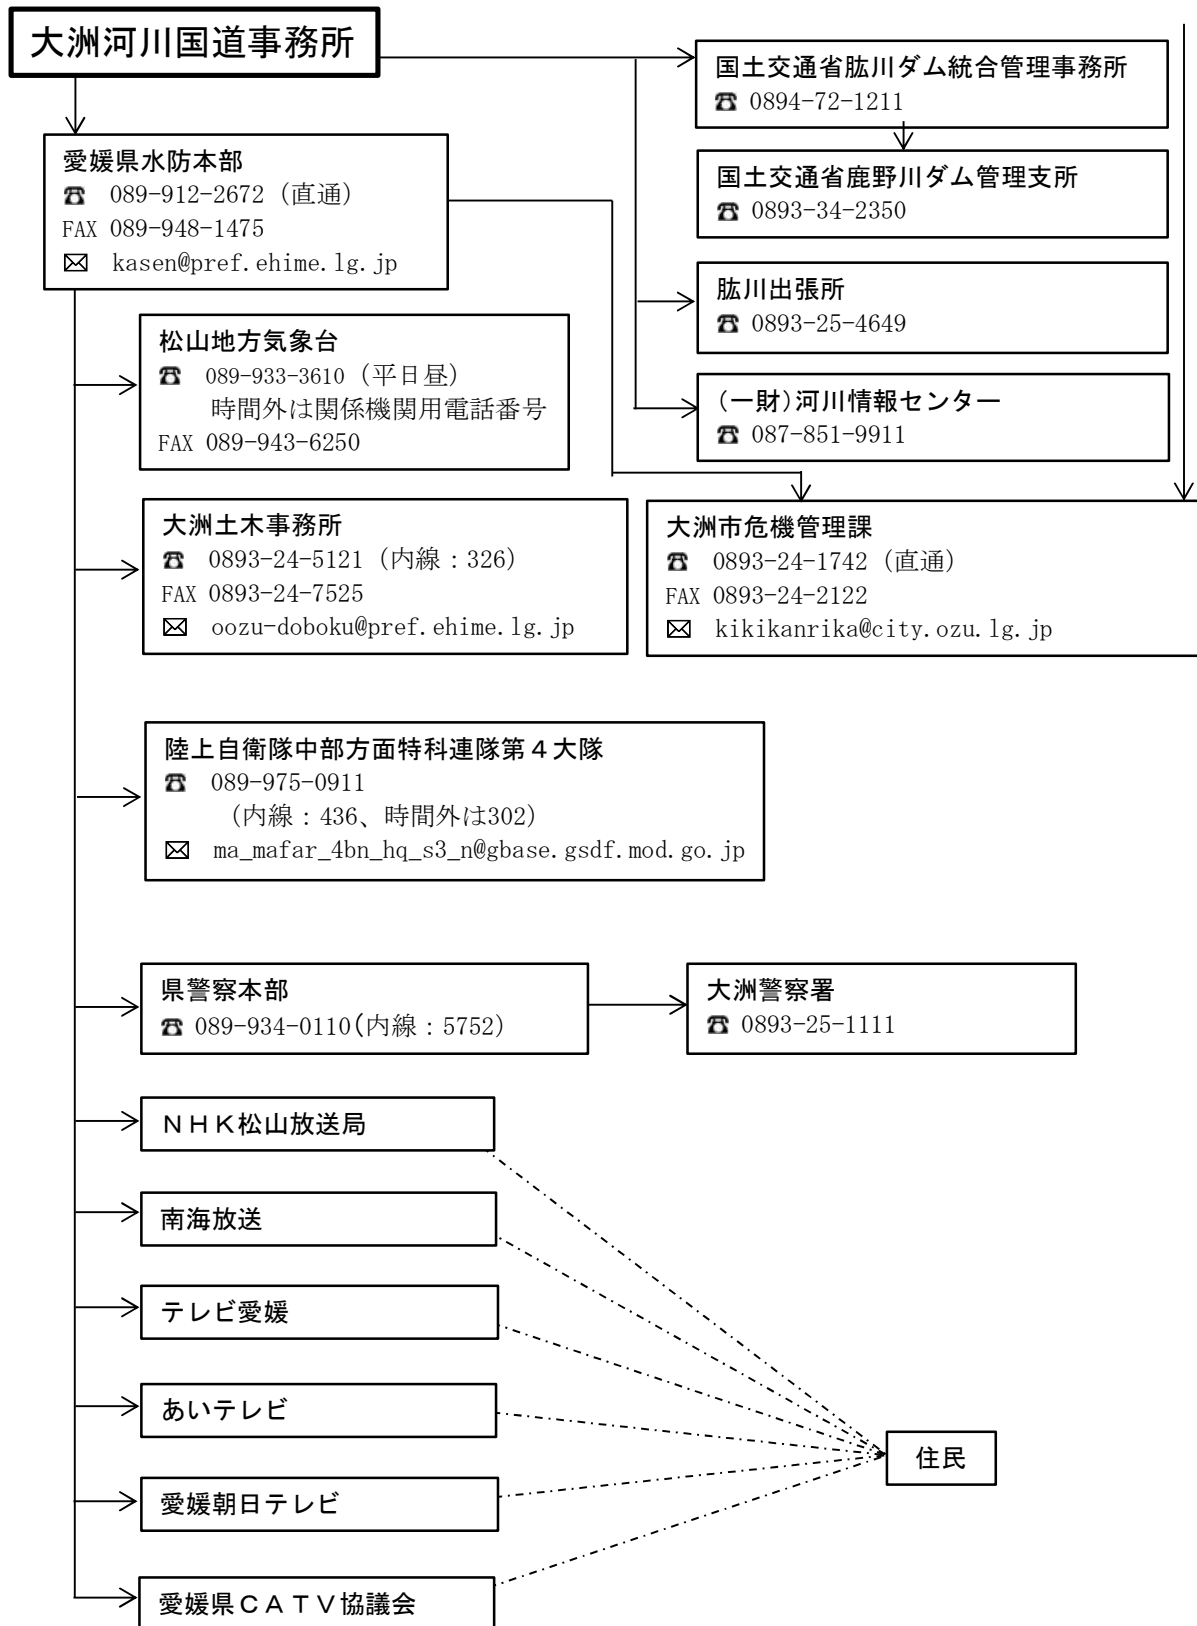 大洲河川国道事務所
国土交通省肱川ダム統合管理事務所
☎ 0894-72-1211
愛媛県水防本部
☎ 089-912-2672（直通）
FAX 089-948-1475
✉ kasen@pref.ehime.lg.jp
国土交通省鹿野川ダム管理支所
☎ 0893-34-2350
肱川出張所
☎ 0893-25-4649
松山地方気象台
☎ 089-933-3610（平日昼）
時間外は関係機関用電話番号
FAX 089-943-6250
（一財）河川情報センター
☎ 087-851-9911
大洲土木事務所
☎ 0893-24-5121（内線：326）
FAX 0893-24-7525
✉ oozu-doboku@pref.ehime.lg.jp
大洲市危機管理課
☎ 0893-24-1742（直通）
FAX 0893-24-2122
✉ kikikanrika@city.ozu.lg.jp
陸上自衛隊中部方面特科連隊第４大隊
☎ 089-975-0911
（内線：436、時間外は302）
✉ ma_mafar_4bn_hq_s3_n@gbase.gsdf.mod.go.jp
県警察本部
☎ 089-934-0110（内線：5752）
大洲警察署
☎ 0893-25-1111
ＮＨＫ松山放送局
南海放送
テレビ愛媛
あいテレビ
住民
愛媛朝日テレビ
愛媛県ＣＡＴＶ協議会